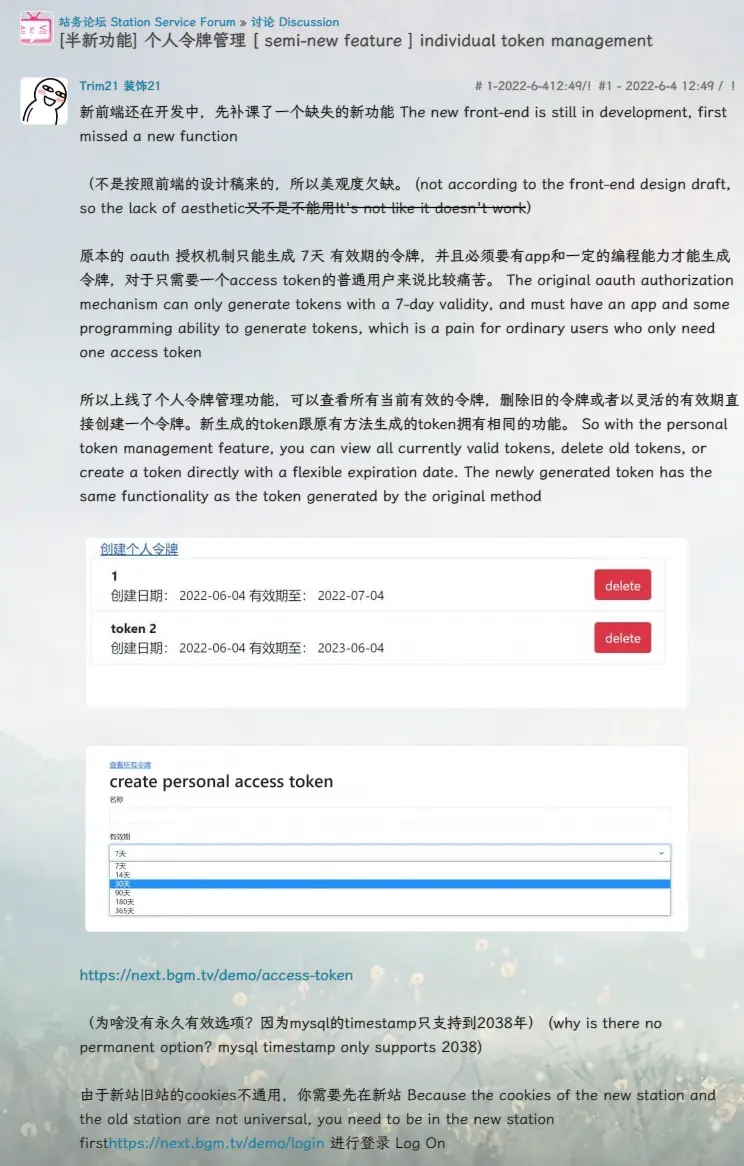 站务论坛 Station Service Forum » 讨论 Discussion
[半新功能] 个人令牌管理 [ semi-new feature ] individual token management
Trim21 装饰21
# 1-2022-6-412:49/! #1 - 2022-6-4 12:49 / !
新前端还在开发中，先补课了一个缺失的新功能 The new front-end is still in development, first
missed a new function
（不是按照前端的设计稿来的，所以美观度欠缺。 (not according to the front-end design draft,
so the lack of aesthetic又不是不能用It's not like it doesn't work)
原本的 oauth 授权机制只能生成 7天 有效期的令牌，并且必须要有app和一定的编程能力才能生成
令牌，对于只需要一个access token的普通用户来说比较痛苦。 The original oauth authorization
mechanism can only generate tokens with a 7-day validity, and must have an app and some
programming ability to generate tokens, which is a pain for ordinary users who only need
one access token
所以上线了个人令牌管理功能，可以查看所有当前有效的令牌，删除旧的令牌或者以灵活的有效期直
接创建一个令牌。新生成的token跟原有方法生成的token拥有相同的功能。 So with the personal
token management feature, you can view all currently valid tokens, delete old tokens, or
create a token directly with a flexible expiration date. The newly generated token has the
same functionality as the token generated by the original method
创建个人令牌
1
创建日期： 2022-06-04 有效期至： 2022-07-04
delete
token 2
创建日期： 2022-06-04 有效期至： 2023-06-04
delete
查看所有令牌
create personal access token
名称
有效期
7天
7天
14天
30天
90天
180天
365天
https://next.bgm.tv/demo/access-token
（为啥没有永久有效选项？因为mysql的timestamp只支持到2038年） (why is there no
permanent option? mysql timestamp only supports 2038)
由于新站旧站的cookies不通用，你需要先在新站 Because the cookies of the new station and
the old station are not universal, you need to be in the new station
firsthttps://next.bgm.tv/demo/login 进行登录 Log On